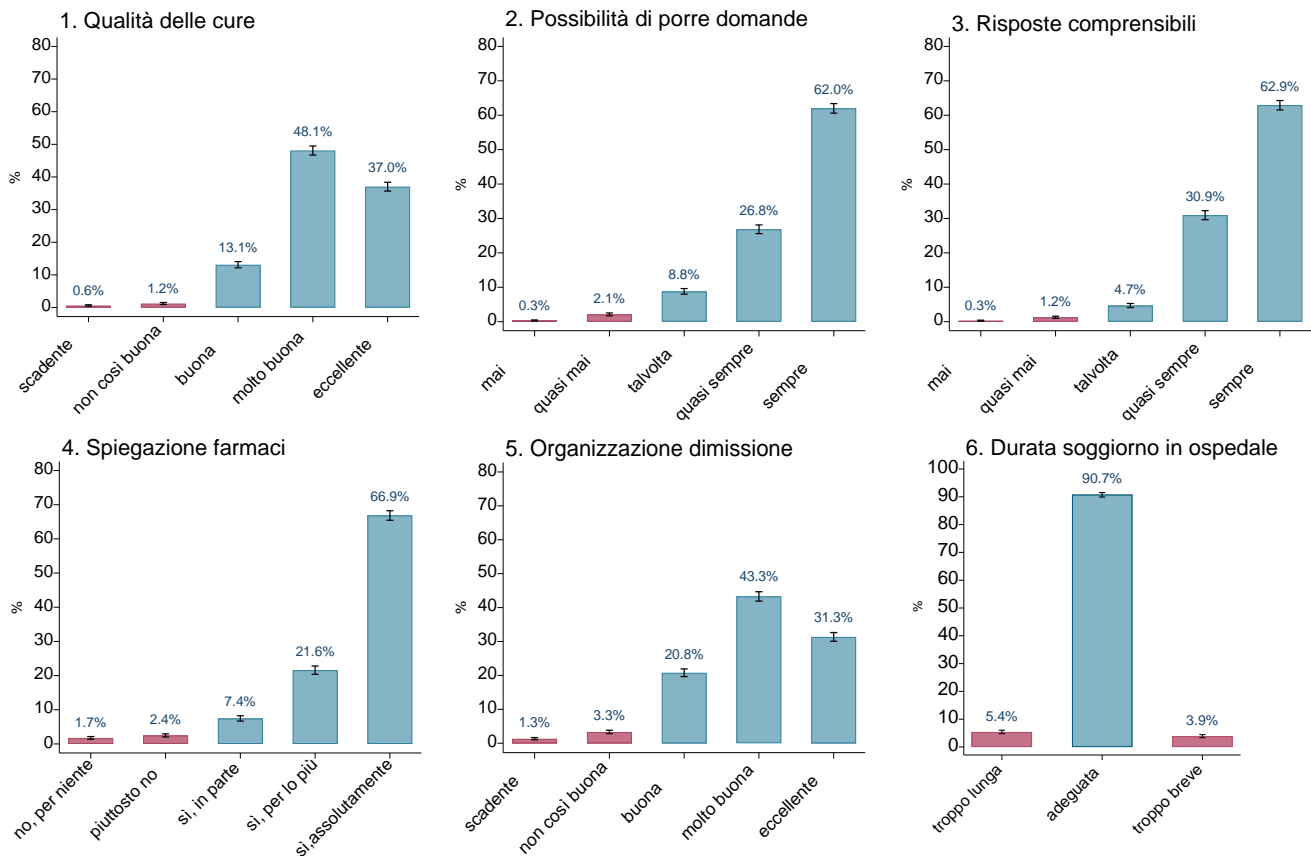 1. Qualità delle cure
80
70
60
50
40
30
20
10
0
%
0.6%
1.2%
13.1%
48.1%
37.0%
scadente
non così buona
buona
molto buona
eccellente
2. Possibilità di porre domande
80
70
60
50
40
30
20
10
0
%
0.3%
2.1%
8.8%
26.8%
62.0%
mai
quasi mai
talvolta
quasi sempre
sempre
3. Risposte comprensibili
80
70
60
50
40
30
20
10
0
%
0.3%
1.2%
4.7%
30.9%
62.9%
mai
quasi mai
talvolta
quasi sempre
sempre
4. Spiegazione farmaci
80
70
60
50
40
30
20
10
0
%
1.7%
2.4%
7.4%
21.6%
66.9%
no, per niente
piuttosto no
sì, in parte
sì, per lo più
sì,assolutamente
5. Organizzazione dimissione
80
70
60
50
40
30
20
10
0
%
1.3%
3.3%
20.8%
43.3%
31.3%
scadente
non così buona
buona
molto buona
eccellente
6. Durata soggiorno in ospedale
100
90
80
70
60
50
40
30
20
10
0
%
5.4%
90.7%
3.9%
troppo lunga
adeguata
troppo breve